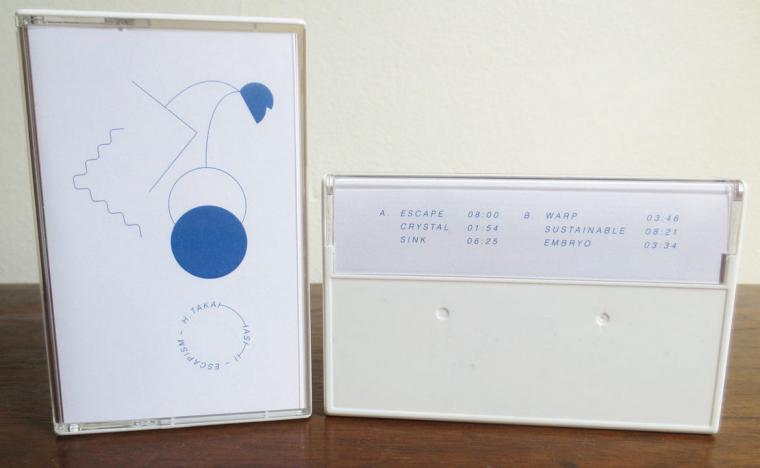 H. TAKAHASHI - ESCAPISM -
A. ESCAPE 08:00 B. WARP 03:46
CRYSTAL 01:54 SUSTAINABLE 08:21
SINK 06:25 EMBRYO 03:34